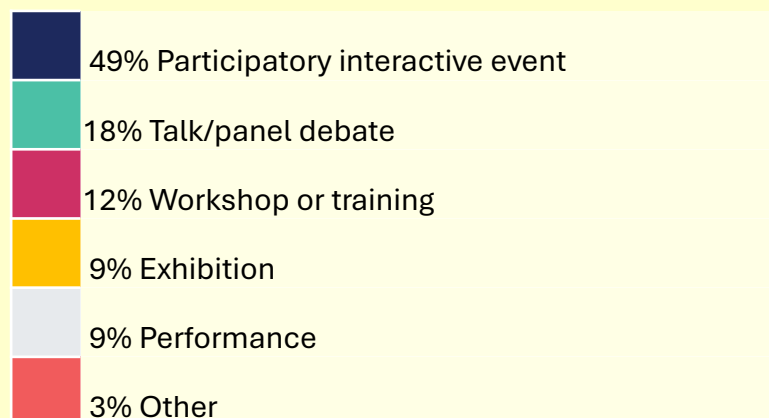 49% Participatory interactive event
18% Talk/panel debate
12% Workshop or training
9% Exhibition
9% Performance
3% Other